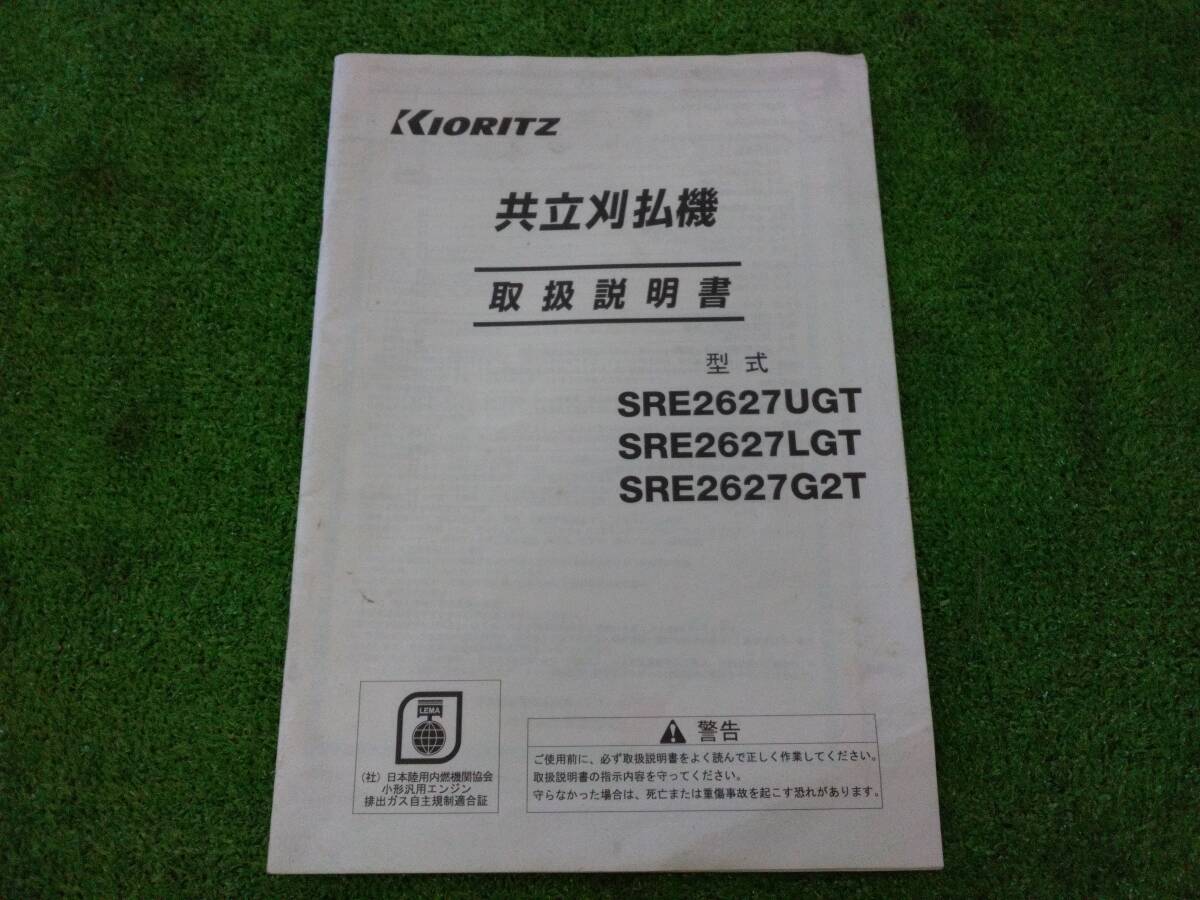 KIORITZ
共立刈払機
取扱説明書
型式
SRE2627UGT
SRE2627LGT
SRE2627G2T
LEMA
（社）日本陸用内燃機関協会
小形汎用エンジン
排出ガス自主規制適合証
警告
ご使用前に、必ず取扱説明書をよく読んで正しく作業してください。
取扱説明書の指示内容を守ってください。
守らなかった場合は、死亡または重傷事故を起こす恐れがあります。